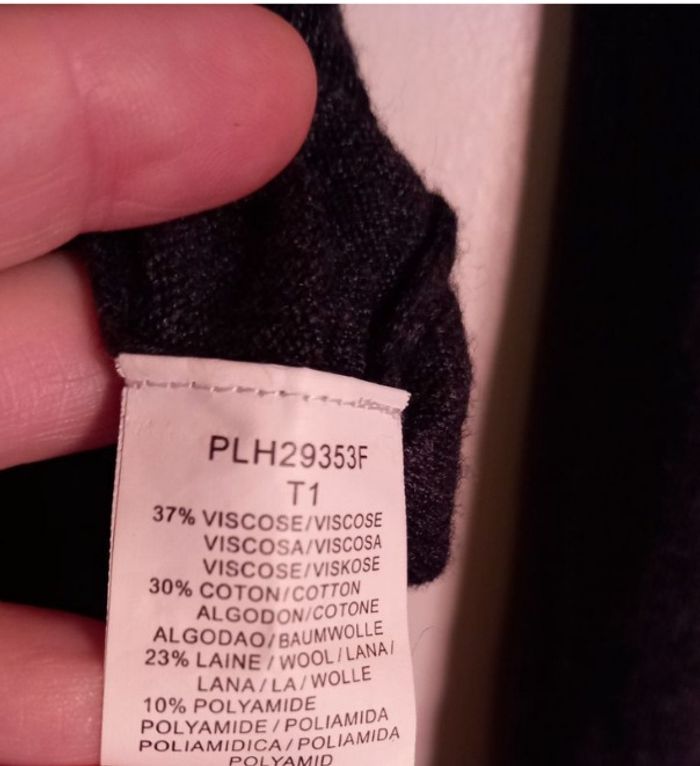 PLH29353F
T1
37% VISCOSE/VISCOSE
VISCOSA/VISCOSA
VISCOSE/VISKOSE
30% COTON/COTTON
ALGODON/COTONE
ALGODAO/BAUMWOLLE
23% LAINE / WOOL / LANA /
LANA / LA / WOLLE
10% POLYAMIDE
POLYAMIDE / POLIAMIDA
POLIAMIDICA / POLIAMIDA
POLYAMID